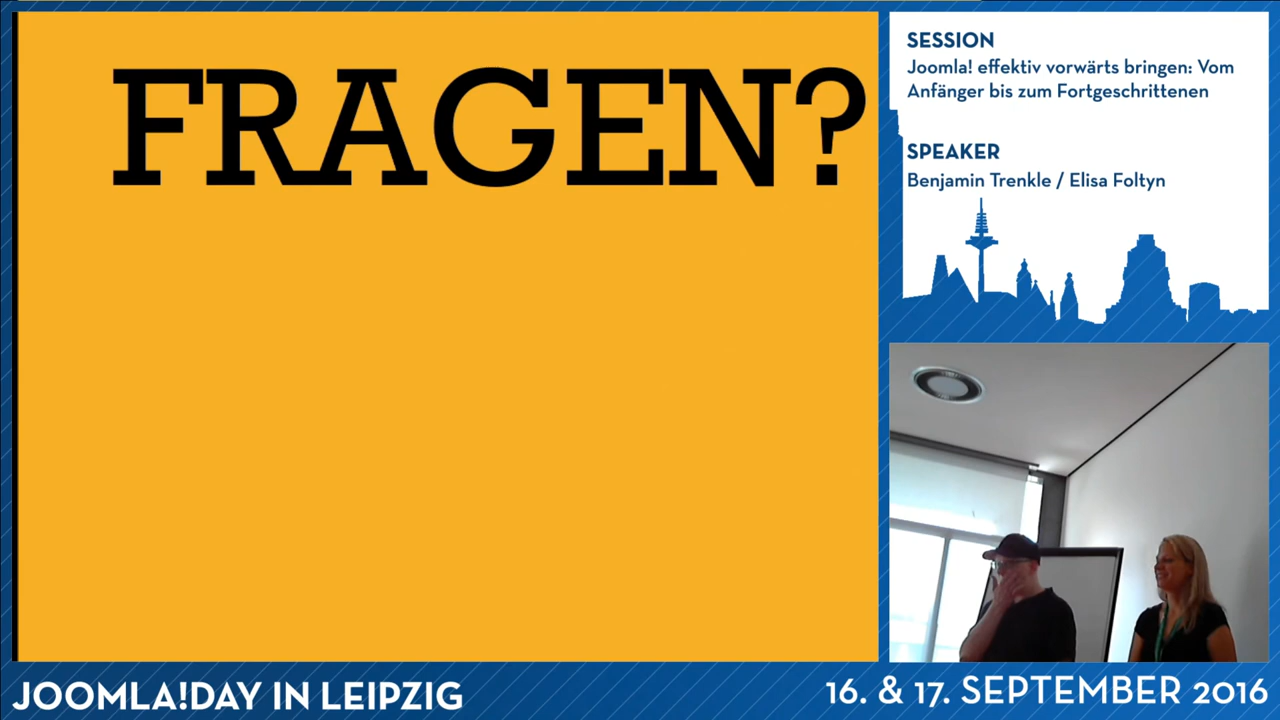 FRAGEN?
SESSION
Joomla! effektiv vorwärts bringen: Vom
Anfänger bis zum Fortgeschrittenen
SPEAKER
Benjamin Trenkle / Elisa Foltyn
JOOMLA!DAY IN LEIPZIG
16. & 17. SEPTEMBER 2016